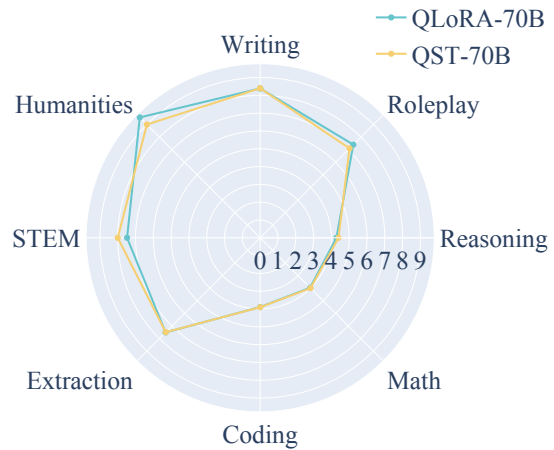 QLoRA-70B
QST-70B
Writing
Humanities
Roleplay
STEM
Reasoning
0 1 2 3 4 5 6 7 8 9
Extraction
Math
Coding